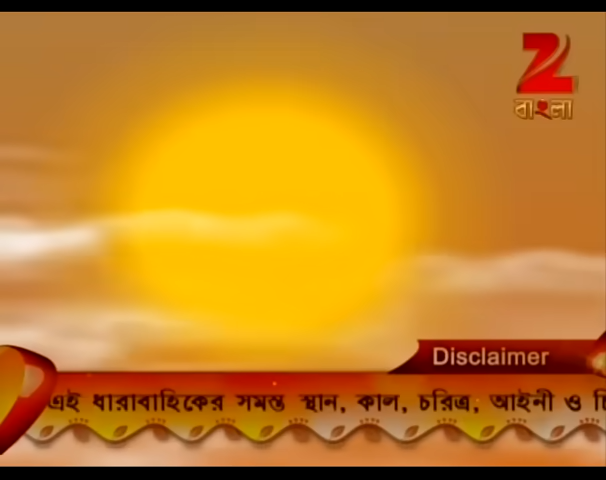 Z
বাংলা
Disclaimer
এই ধারাবাহিকের সমস্ত স্থান, কাল, চরিত্র, আইনী ও